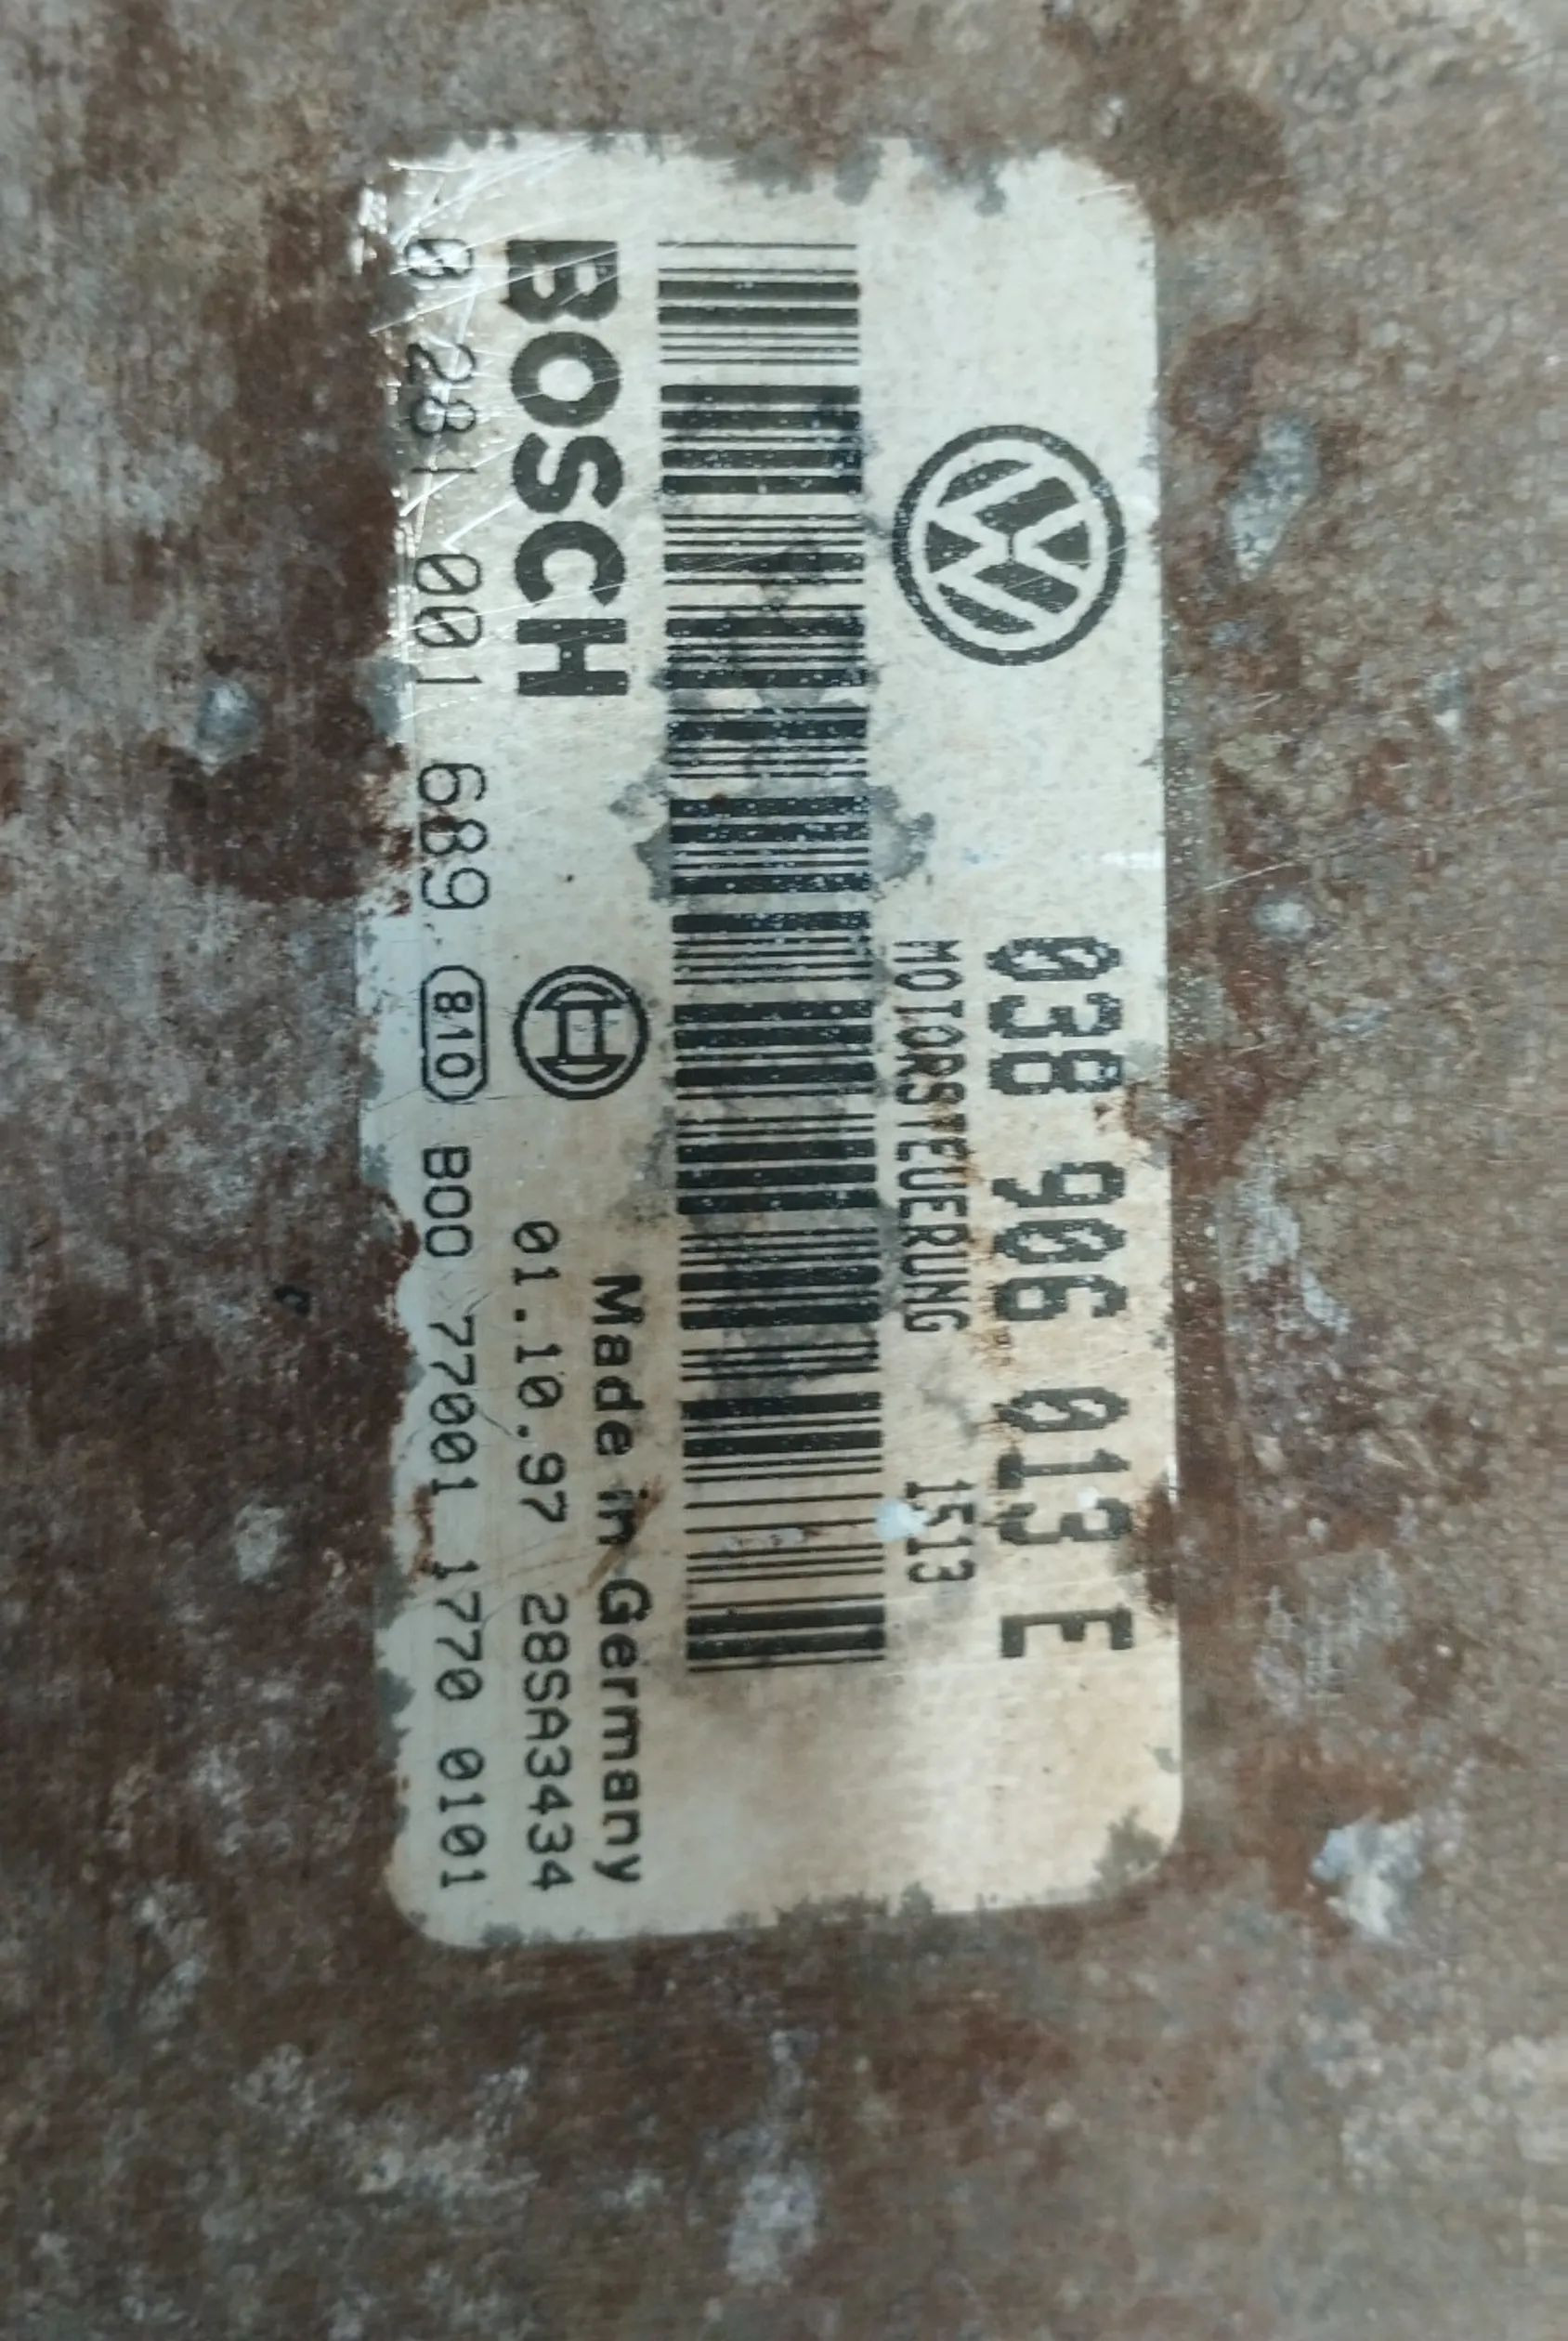 038 906 013 E
MOTORSTEUERUNG 1513
Made in Germany
BOSCH 01.10.97 28SA3434
0 281 001 689 810 B00 77001 1770 0101